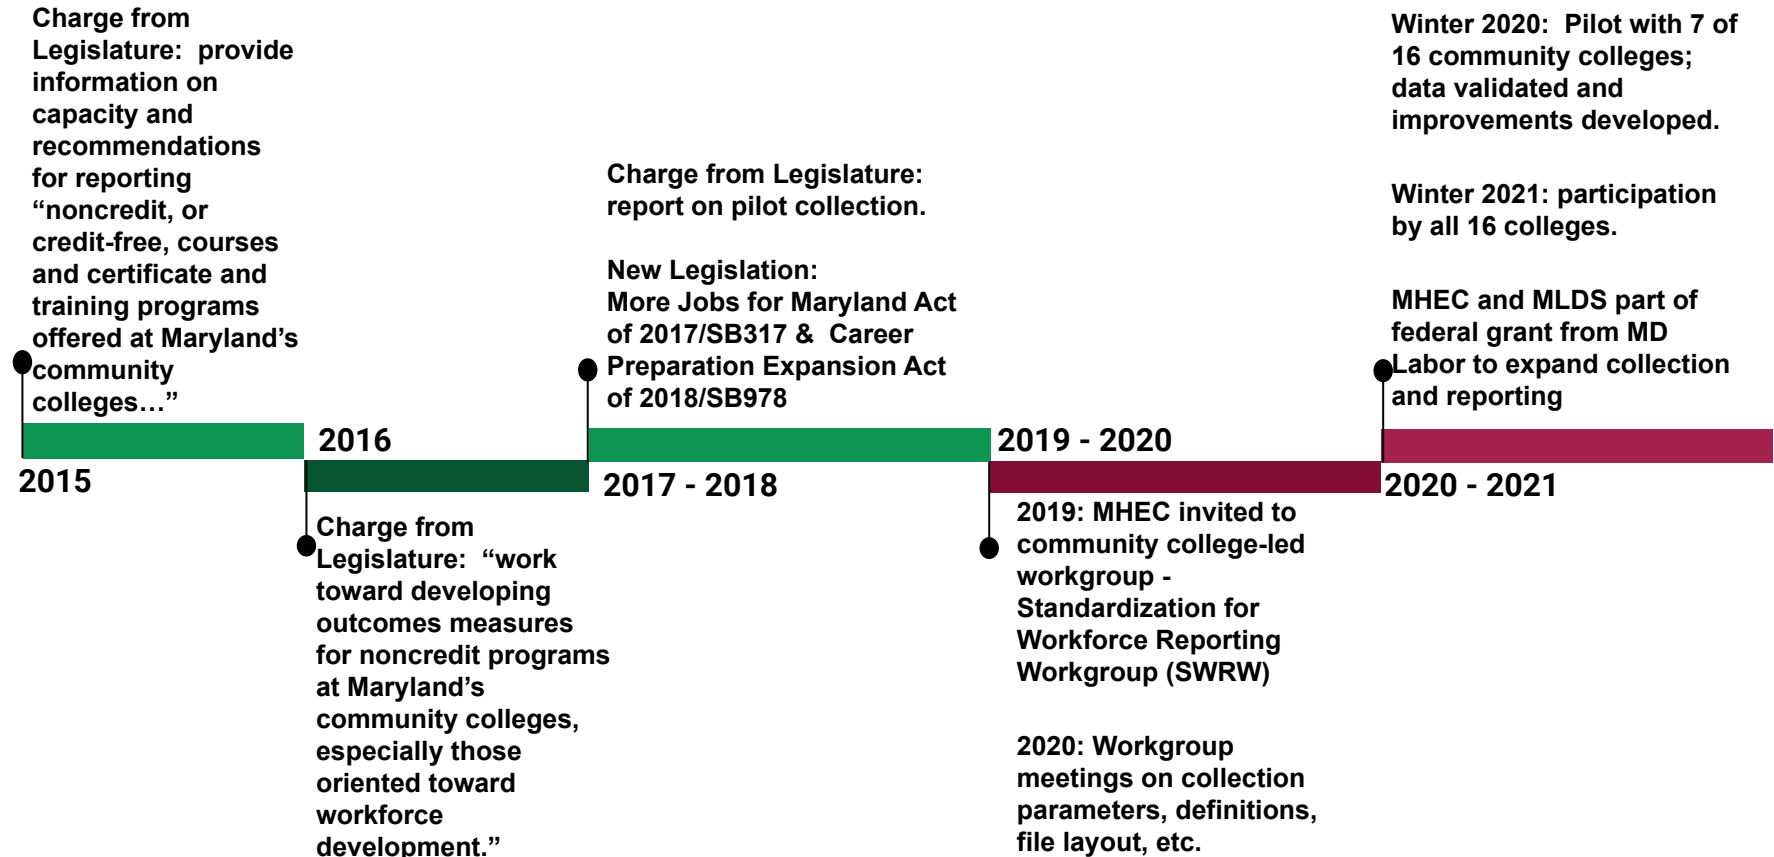 Charge from
Legislature:  provide
information on
capacity and
recommendations
for reporting
“noncredit, or
credit-free, courses
and certificate and
training programs
offered at Maryland’s
community
colleges…”
2015
2016
Charge from
Legislature:  “work
toward developing
outcomes measures
for noncredit programs
at Maryland’s
community colleges,
especially those
oriented toward
workforce
development.”
Charge from Legislature:
report on pilot collection.
New Legislation:
More Jobs for Maryland Act
of 2017/SB317 &  Career
Preparation Expansion Act
of 2018/SB978
2017 - 2018
2019 - 2020
2019: MHEC invited to
community college-led
workgroup -
Standardization for
Workforce Reporting
Workgroup (SWRW)
2020: Workgroup
meetings on collection
parameters, definitions,
file layout, etc.
Winter 2020:  Pilot with 7 of
16 community colleges;
data validated and
improvements developed.
Winter 2021: participation
by all 16 colleges.
MHEC and MLDS part of
federal grant from MD
Labor to expand collection
and reporting
2020 - 2021